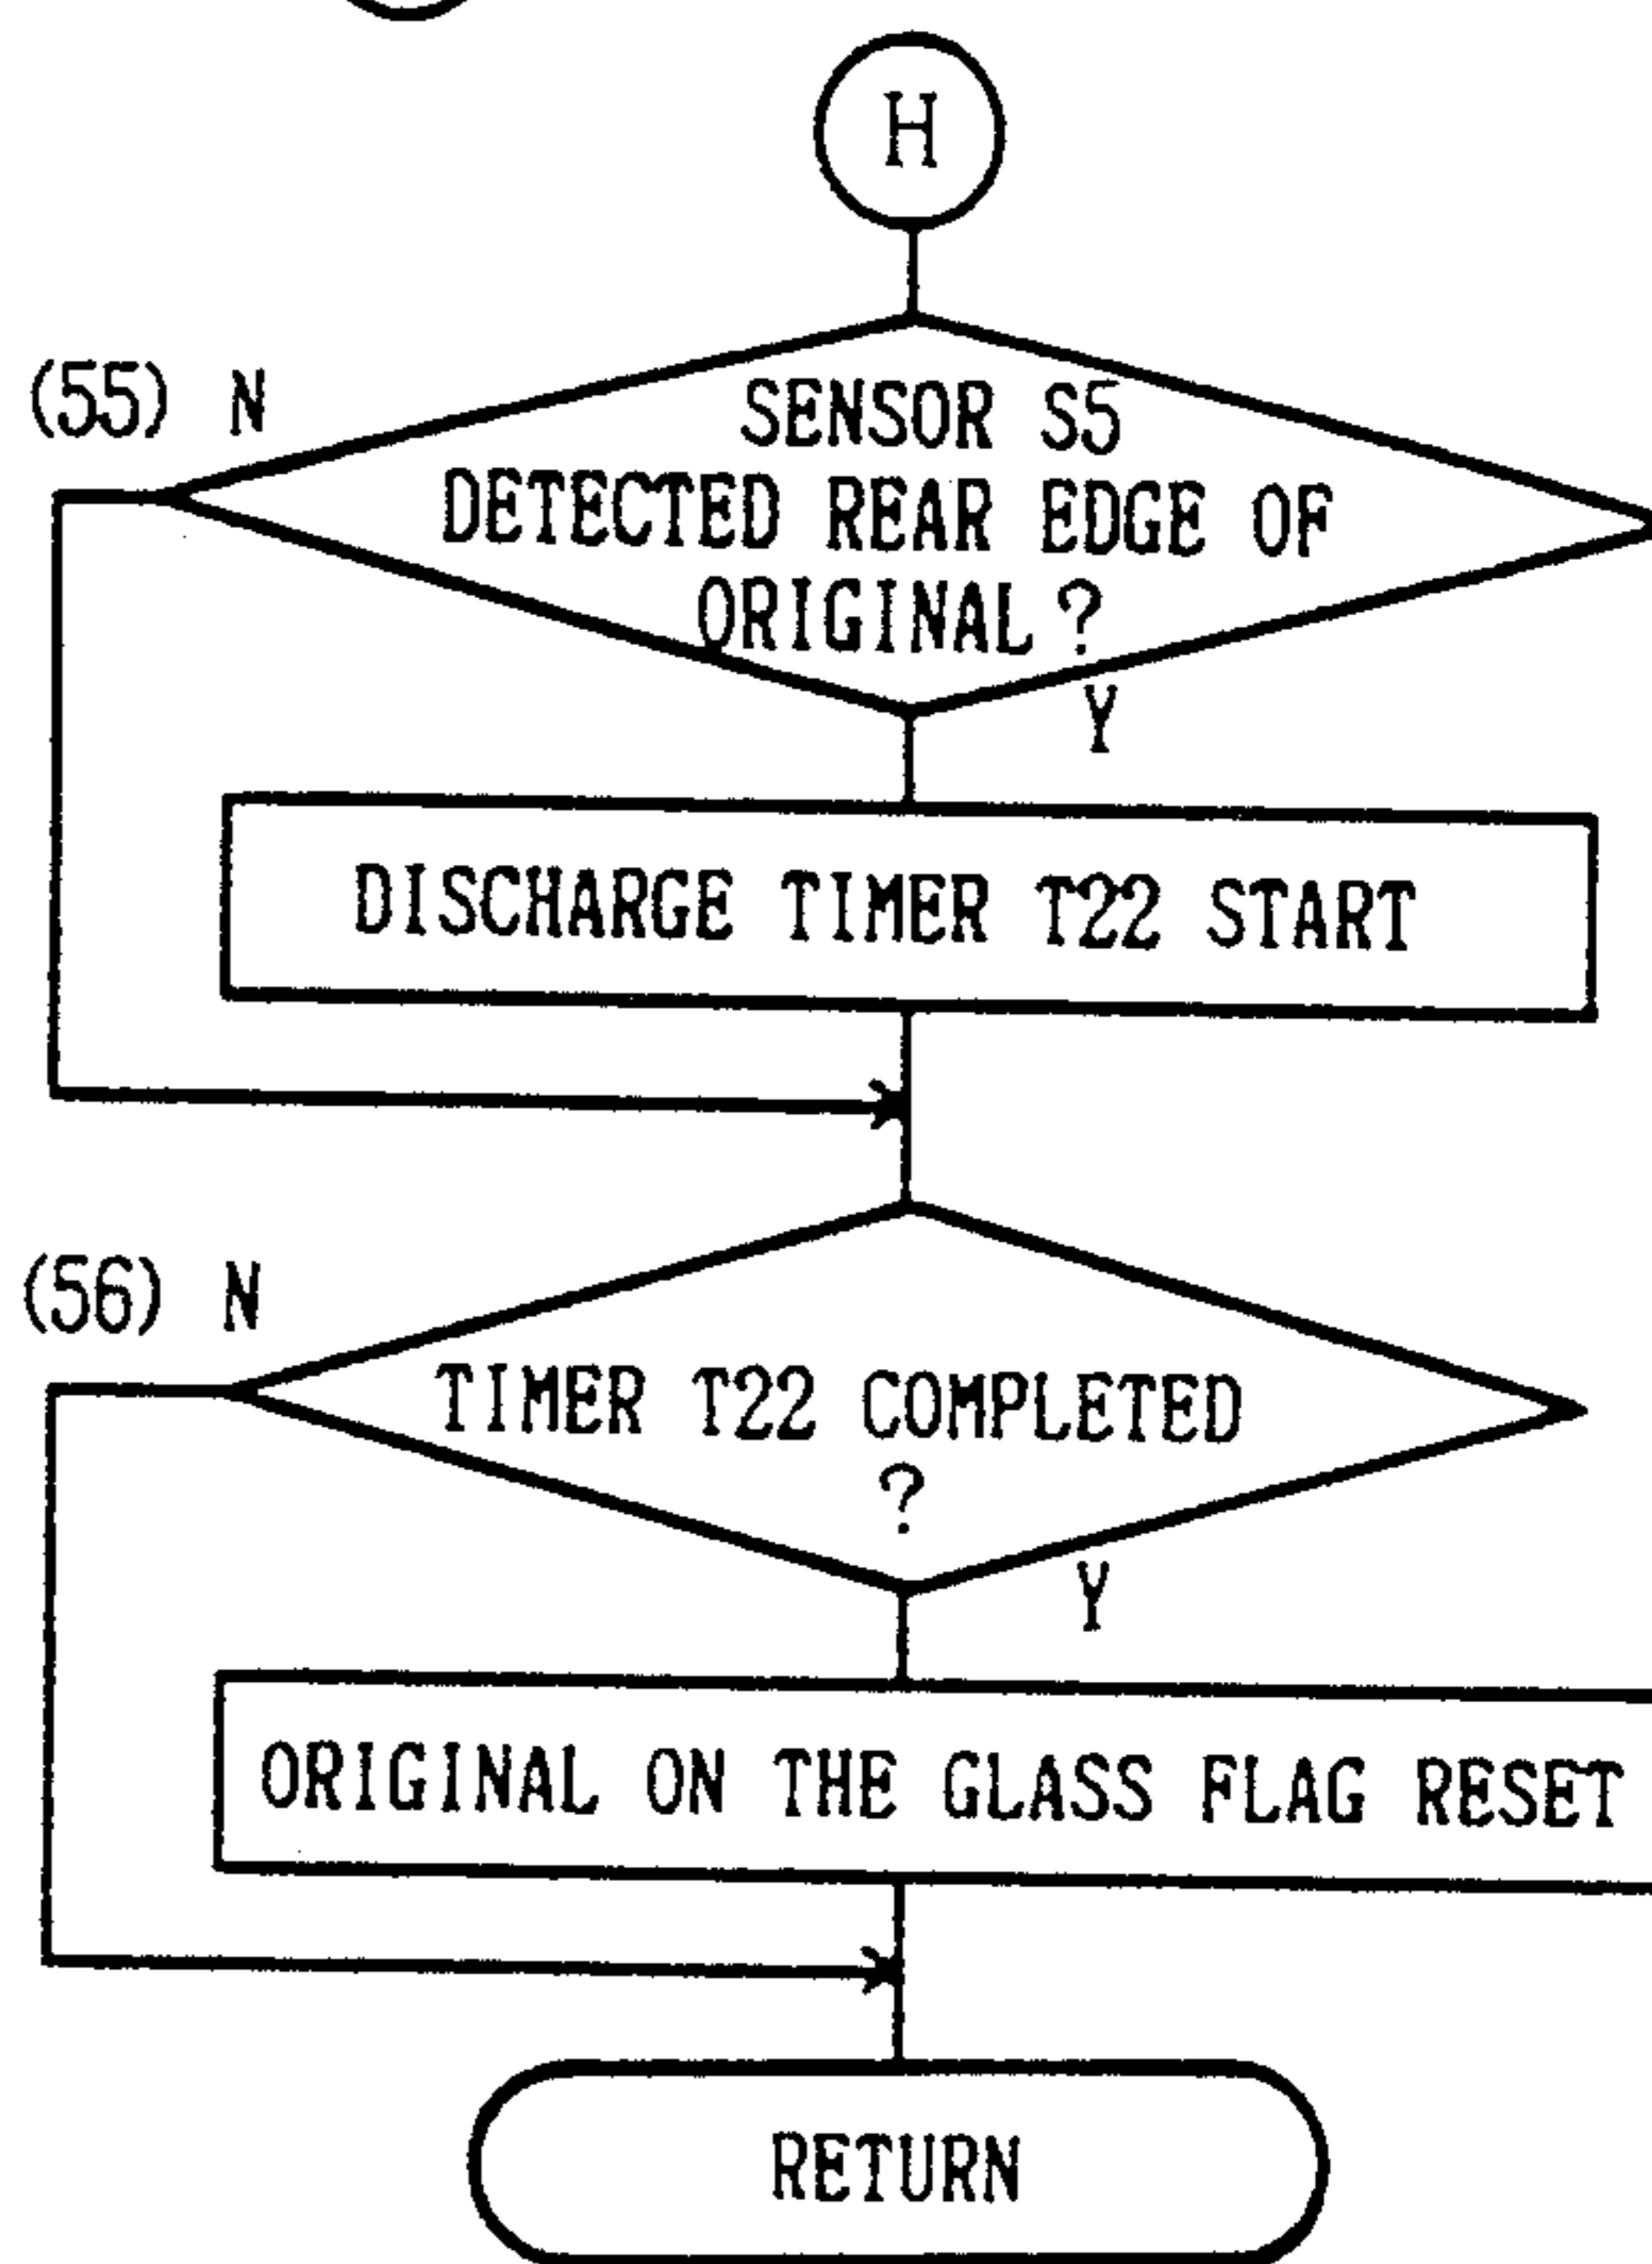 H
(55) N
SENSOR S5
DETECTED REAR EDGE OF
ORIGINAL ?
Y
DISCHARGE TIMER T22 START
(56) N
TIMER T22 COMPLETED
?
Y
ORIGINAL ON THE GLASS FLAG RESET
RETURN